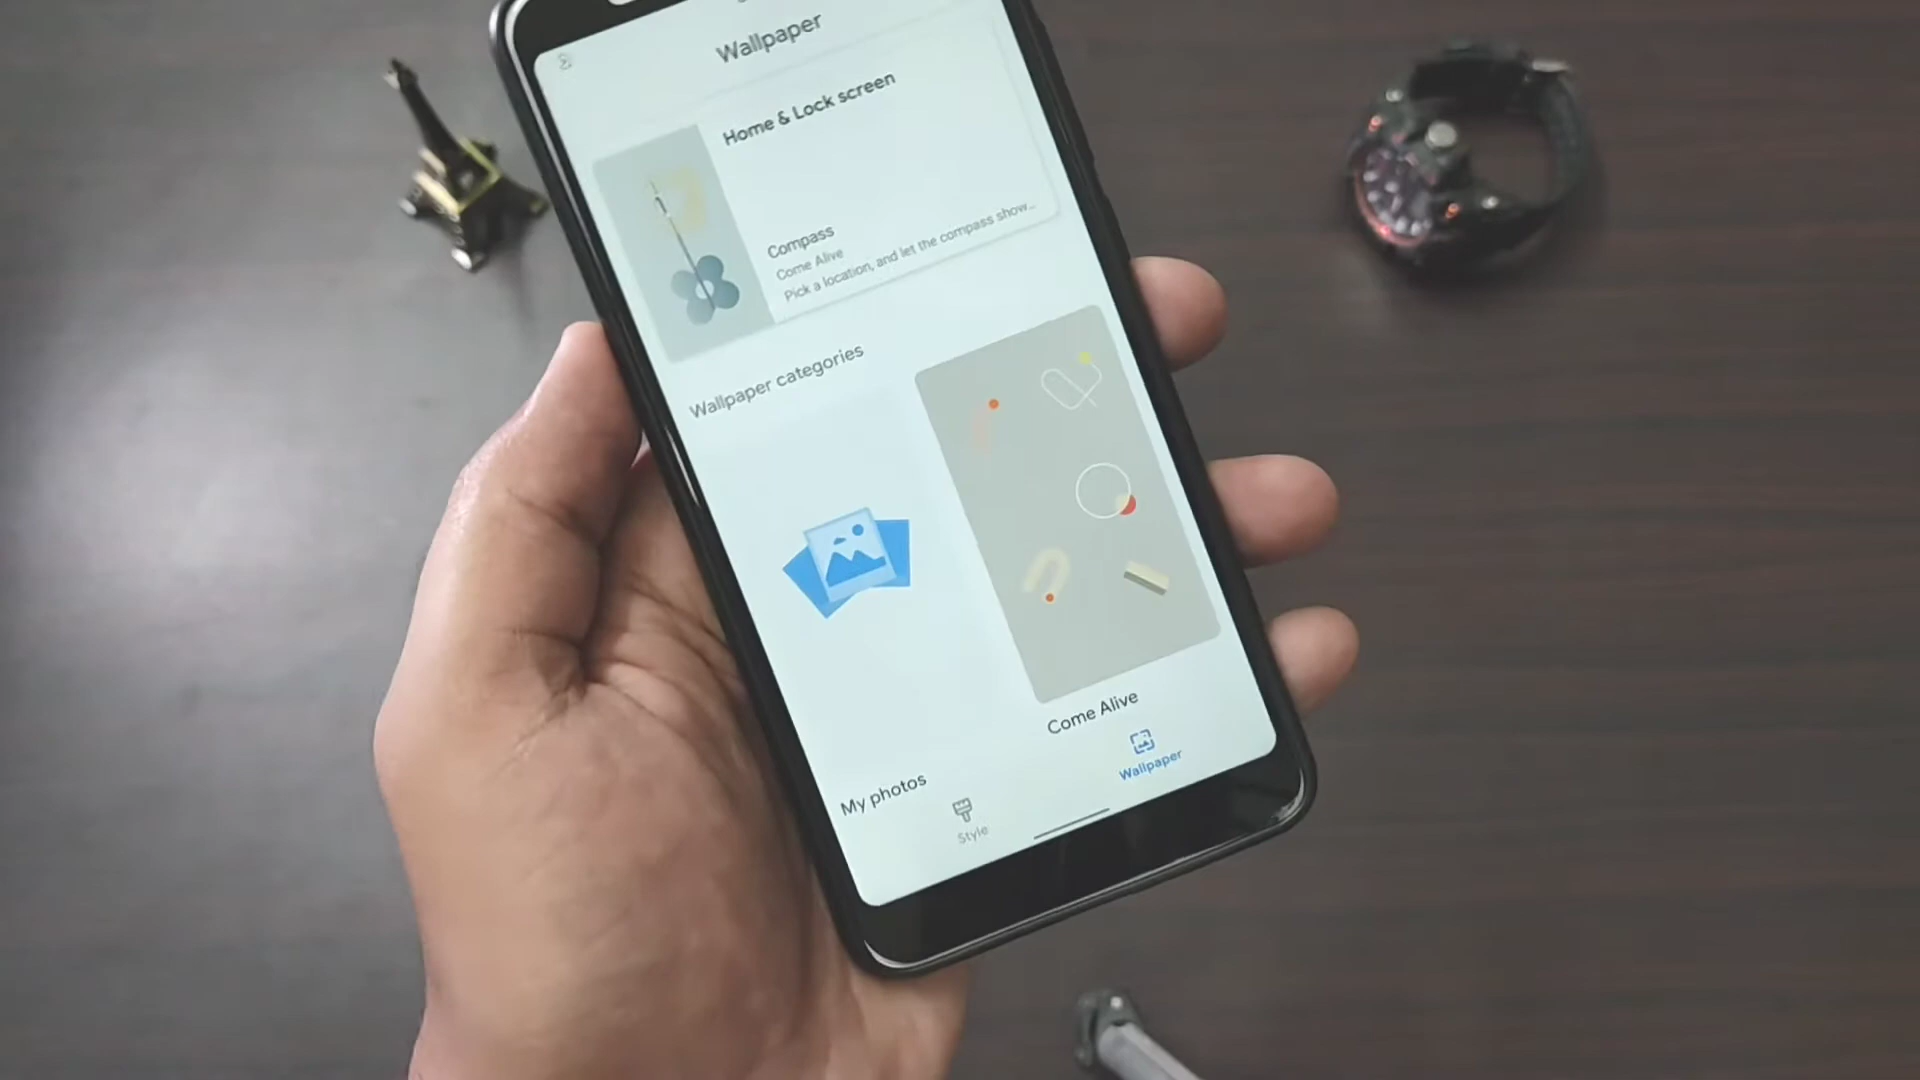 Wallpaper
Home & Lock screen
Compass
Come Alive
Pick a location, and let the compass show...
Wallpaper categories
Come Alive
My photos
Style
Wallpaper